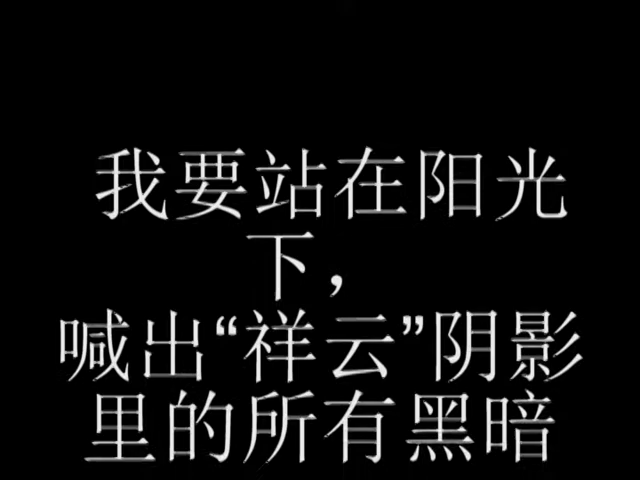 我要站在阳光
下，
喊出“祥云”阴影
里的所有黑暗